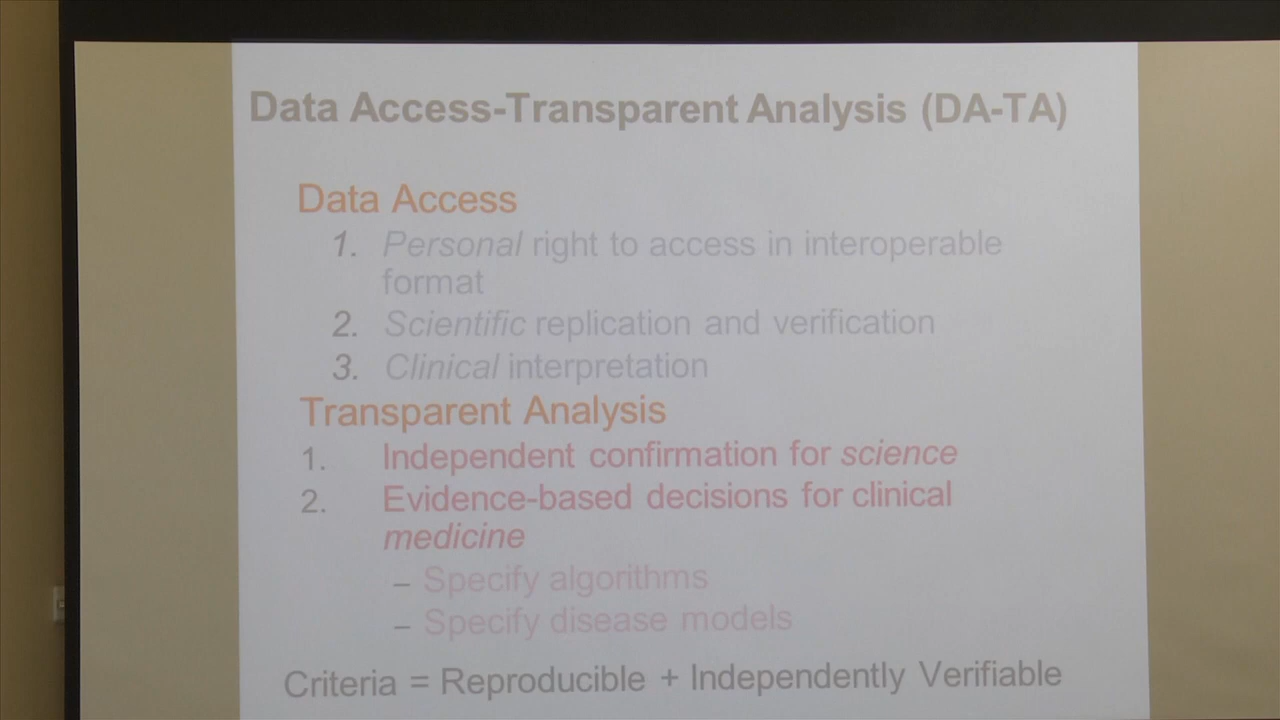 Data Access-Transparent Analysis (DA-TA)
Data Access
1. Personal right to access in interoperable
format
2. Scientific replication and verification
3. Clinical interpretation
Transparent Analysis
1. Independent confirmation for science
2. Evidence-based decisions for clinical
medicine
– Specify algorithms
– Specify disease models
Criteria = Reproducible + Independently Verifiable